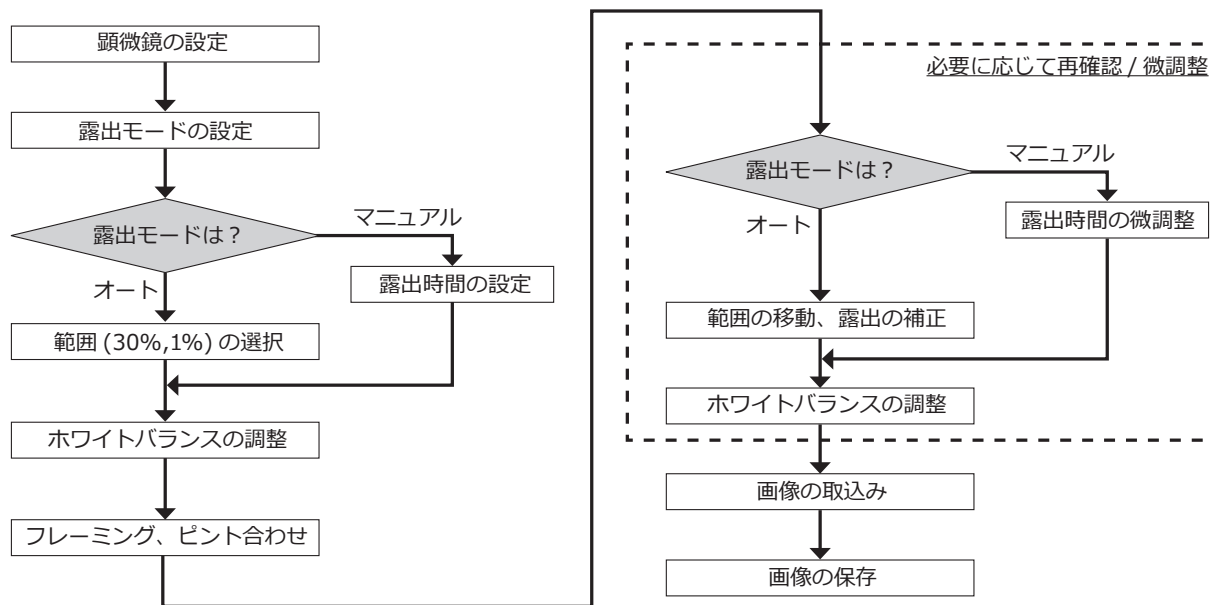 顕微鏡の設定
露出モードの設定
露出モードは？
マニュアル
オート
露出時間の設定
範囲 (30%,1%) の選択
ホワイトバランスの調整
フレーミング、ピント合わせ
必要に応じて再確認 / 微調整
露出モードは？
マニュアル
オート
露出時間の微調整
範囲の移動、露出の補正
ホワイトバランスの調整
画像の取込み
画像の保存